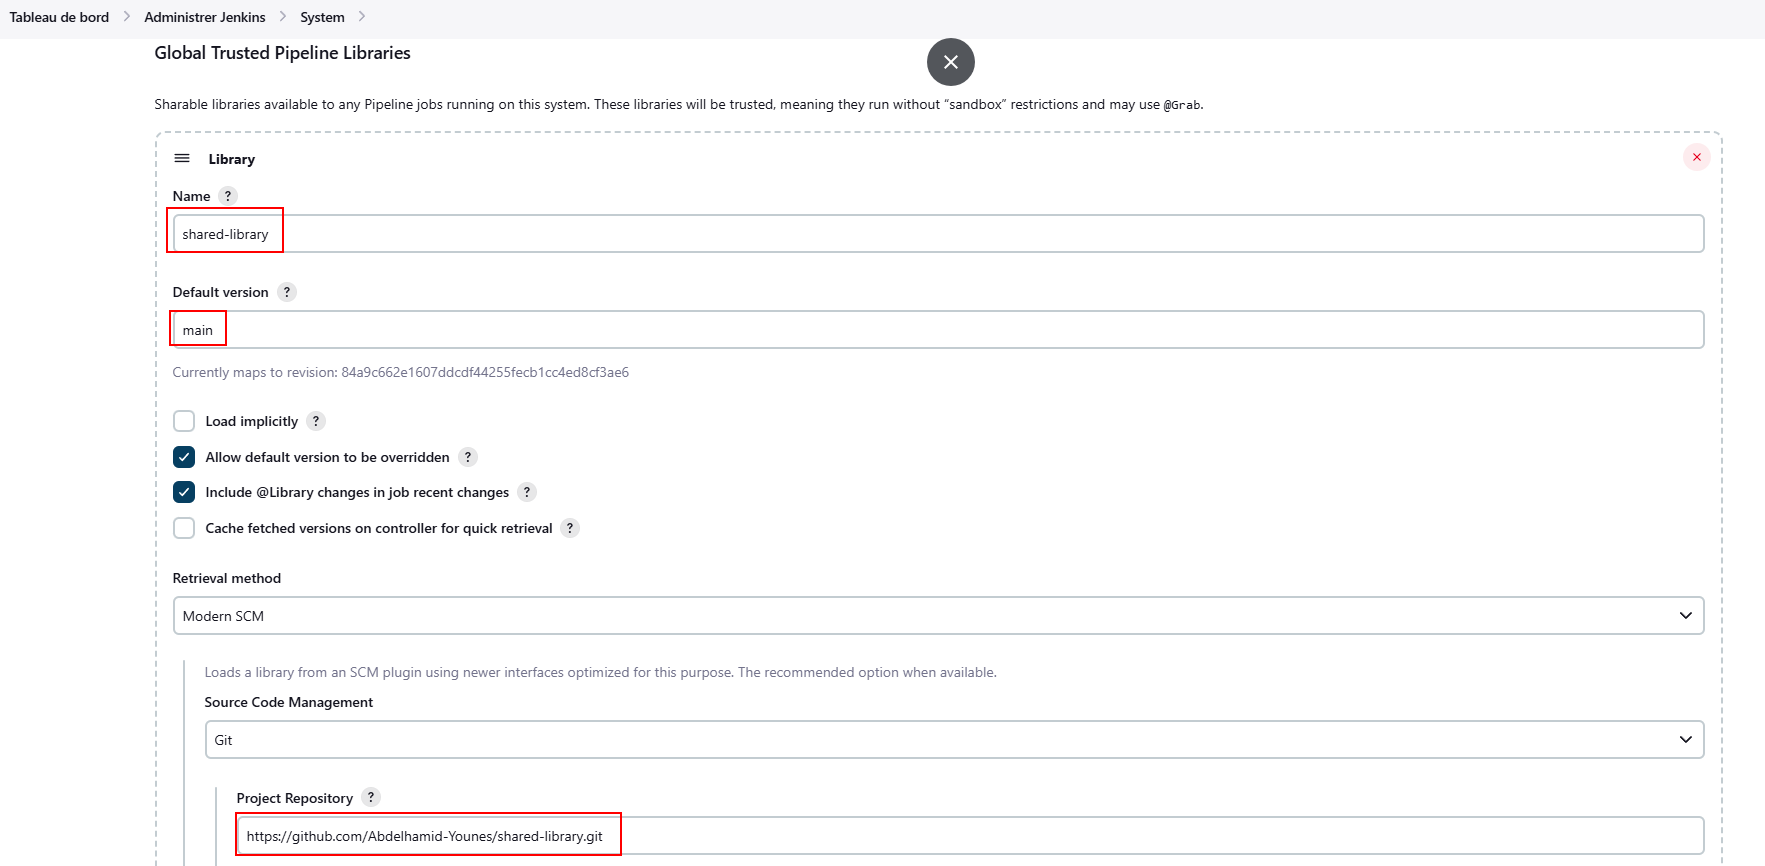 Tableau de bord > Administrer Jenkins > System >
Global Trusted Pipeline Libraries
Sharable libraries available to any Pipeline jobs running on this system. These libraries will be trusted, meaning they run without “sandbox” restrictions and may use @Grab.
Library
Name ?
shared-library
Default version ?
main
Currently maps to revision: 84a9c662e1607ddcdf44255fecb1cc4ed8cf3ae6
Load implicitly ?
Allow default version to be overridden ?
Include @Library changes in job recent changes ?
Cache fetched versions on controller for quick retrieval ?
Retrieval method
Modern SCM
Loads a library from an SCM plugin using newer interfaces optimized for this purpose. The recommended option when available.
Source Code Management
Git
Project Repository ?
https://github.com/Abdelhamid-Younes/shared-library.git